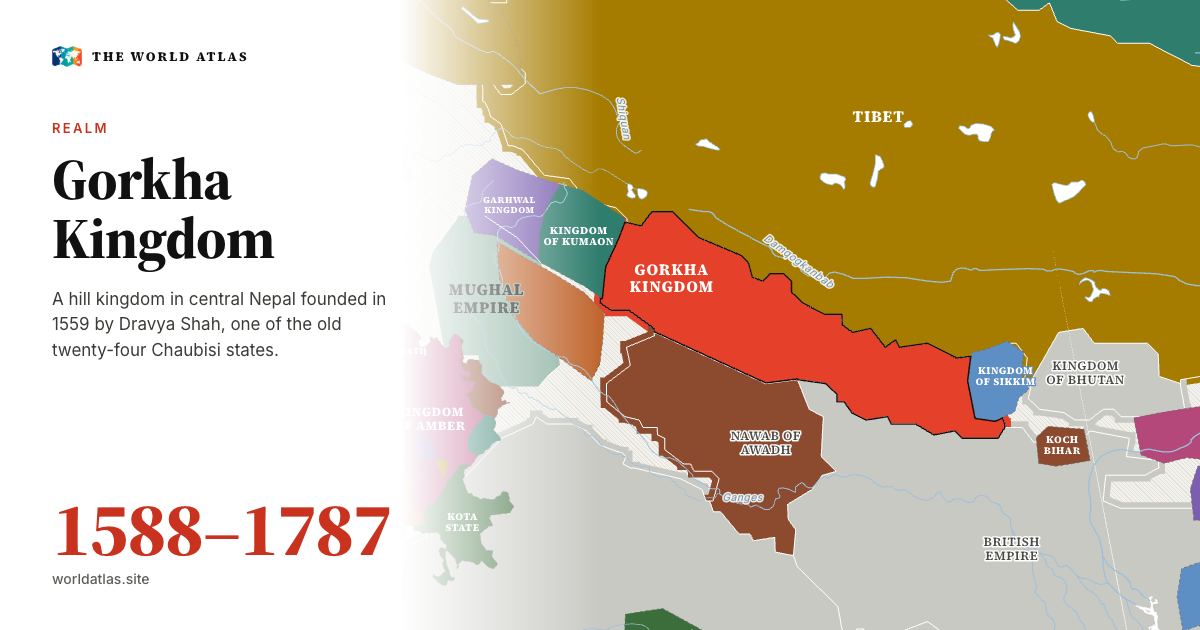 THE WORLD ATLAS
REALM
Gorkha
Kingdom
A hill kingdom in central Nepal founded in
1559 by Dravya Shah, one of the old
twenty-four Chaubisi states.
1588–1787
worldatlas.site
Shiquan
TIBET
GARHWAL
KINGDOM
KINGDOM
OF KUMAON
Damqogkanbab
GORKHA
KINGDOM
MUGHAL
EMPIRE
KINGDOM
OF SIKKIM
KINGDOM
OF BHUTAN
AMBER
NAWAB OF
AWADH
KOCH
BIHAR
Ganges
KOTA
STATE
BRITISH
EMPIRE